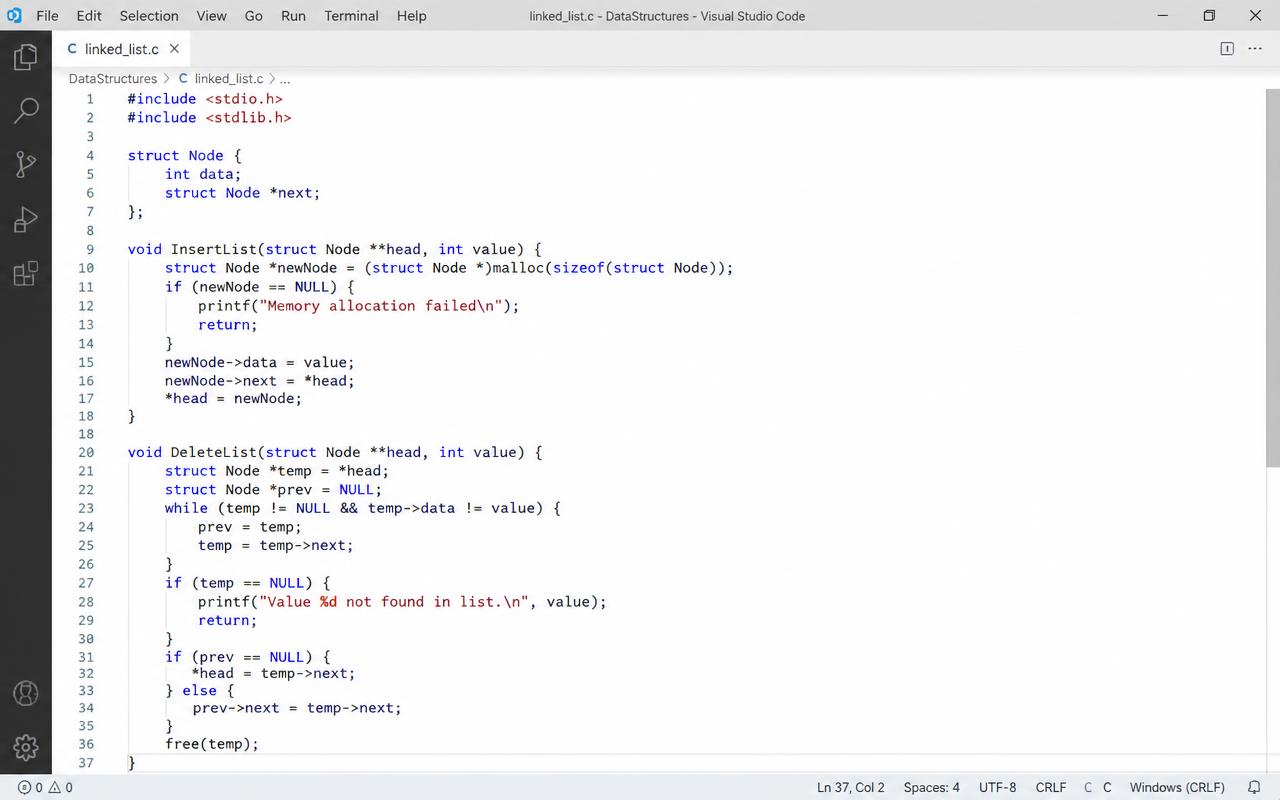 File Edit Selection View Go Run Terminal Help linked_list.c - DataStructures - Visual Studio Code
C linked_list.c
DataStructures > C linked_list.c > ...
1 #include <stdio.h>
2 #include <stdlib.h>
3
4 struct Node {
5     int data;
6     struct Node *next;
7 };
8
9 void InsertList(struct Node **head, int value) {
10     struct Node *newNode = (struct Node *)malloc(sizeof(struct Node));
11     if (newNode == NULL) {
12         printf("Memory allocation failed\n");
13         return;
14     }
15     newNode->data = value;
16     newNode->next = *head;
17     *head = newNode;
18 }
18
20 void DeleteList(struct Node **head, int value) {
21     struct Node *temp = *head;
22     struct Node *prev = NULL;
23     while (temp != NULL && temp->data != value) {
24         prev = temp;
25         temp = temp->next;
26     }
27     if (temp == NULL) {
28         printf("Value %d not found in list.\n", value);
29         return;
30     }
31     if (prev == NULL) {
32         *head = temp->next;
33     } else {
34         prev->next = temp->next;
35     }
36     free(temp);
37 }
0 0 Ln 37, Col 2 Spaces: 4 UTF-8 CRLF C C Windows (CRLF)